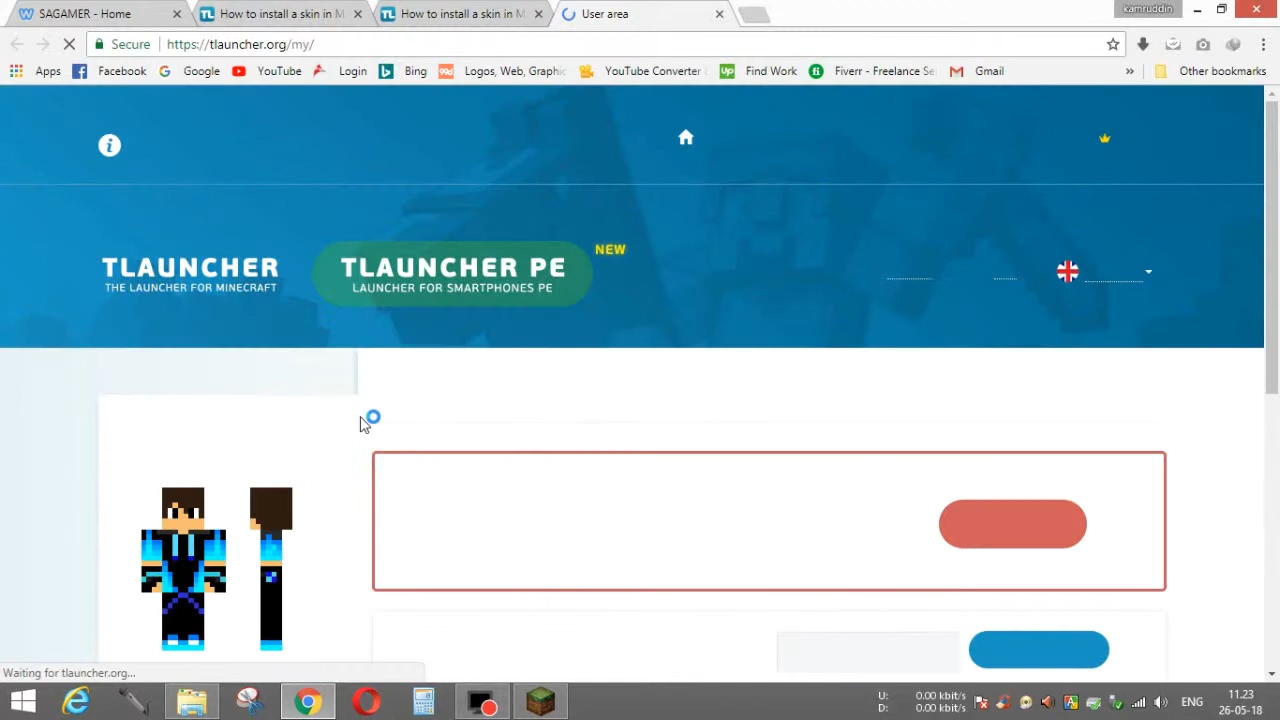 SAGAMER - Home
How to install a skin in M
How to install a skin in M
User area
kamruddin
Secure
https://tlauncher.org/my/
Apps
Facebook
Google
YouTube
Login
Bing
Logos, Web, Graphic
YouTube Converter
Find Work
Fiverr - Freelance Se
Gmail
»
Other bookmarks
TLAUNCHER
THE LAUNCHER FOR MINECRAFT
TLAUNCHER PE
LAUNCHER FOR SMARTPHONES PE
NEW
Waiting for tlauncher.org...
U: 0.00 kbit/s
D: 0.00 kbit/s
ENG
11.23
26-05-18